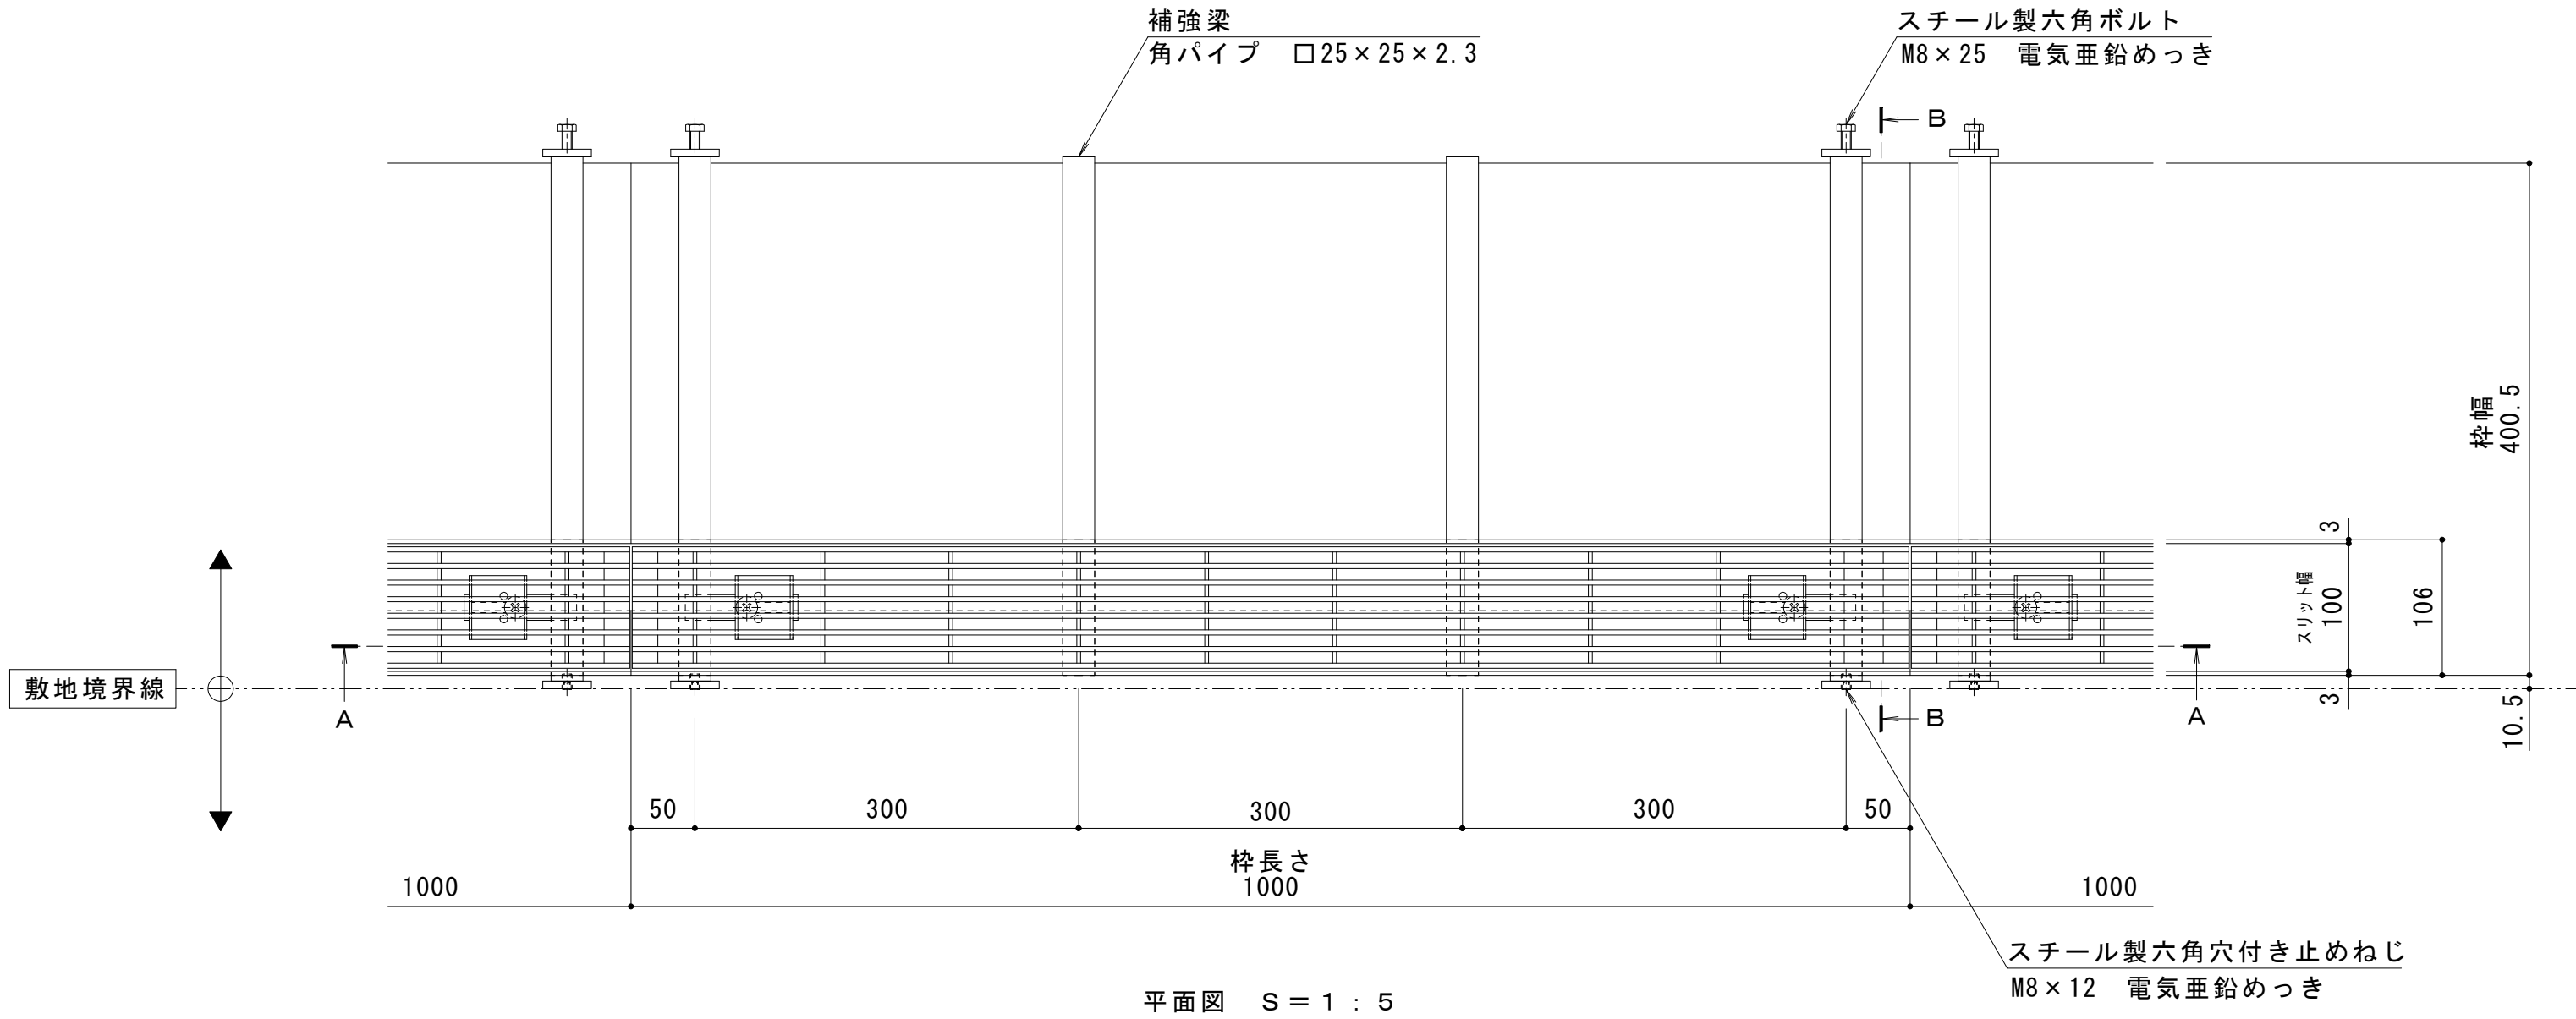 補強梁
角パイプ　□25×25×2.3
スチール製六角ボルト
M8×25　電気亜鉛めっき
B
枠幅
400.5
3
スリット幅
100
106
3
10.5
敷地境界線
A
B
A
50
300
300
300
50
枠長さ
1000
1000
1000
スチール製六角穴付き止めねじ
M8×12　電気亜鉛めっき
平面図　S＝1：5